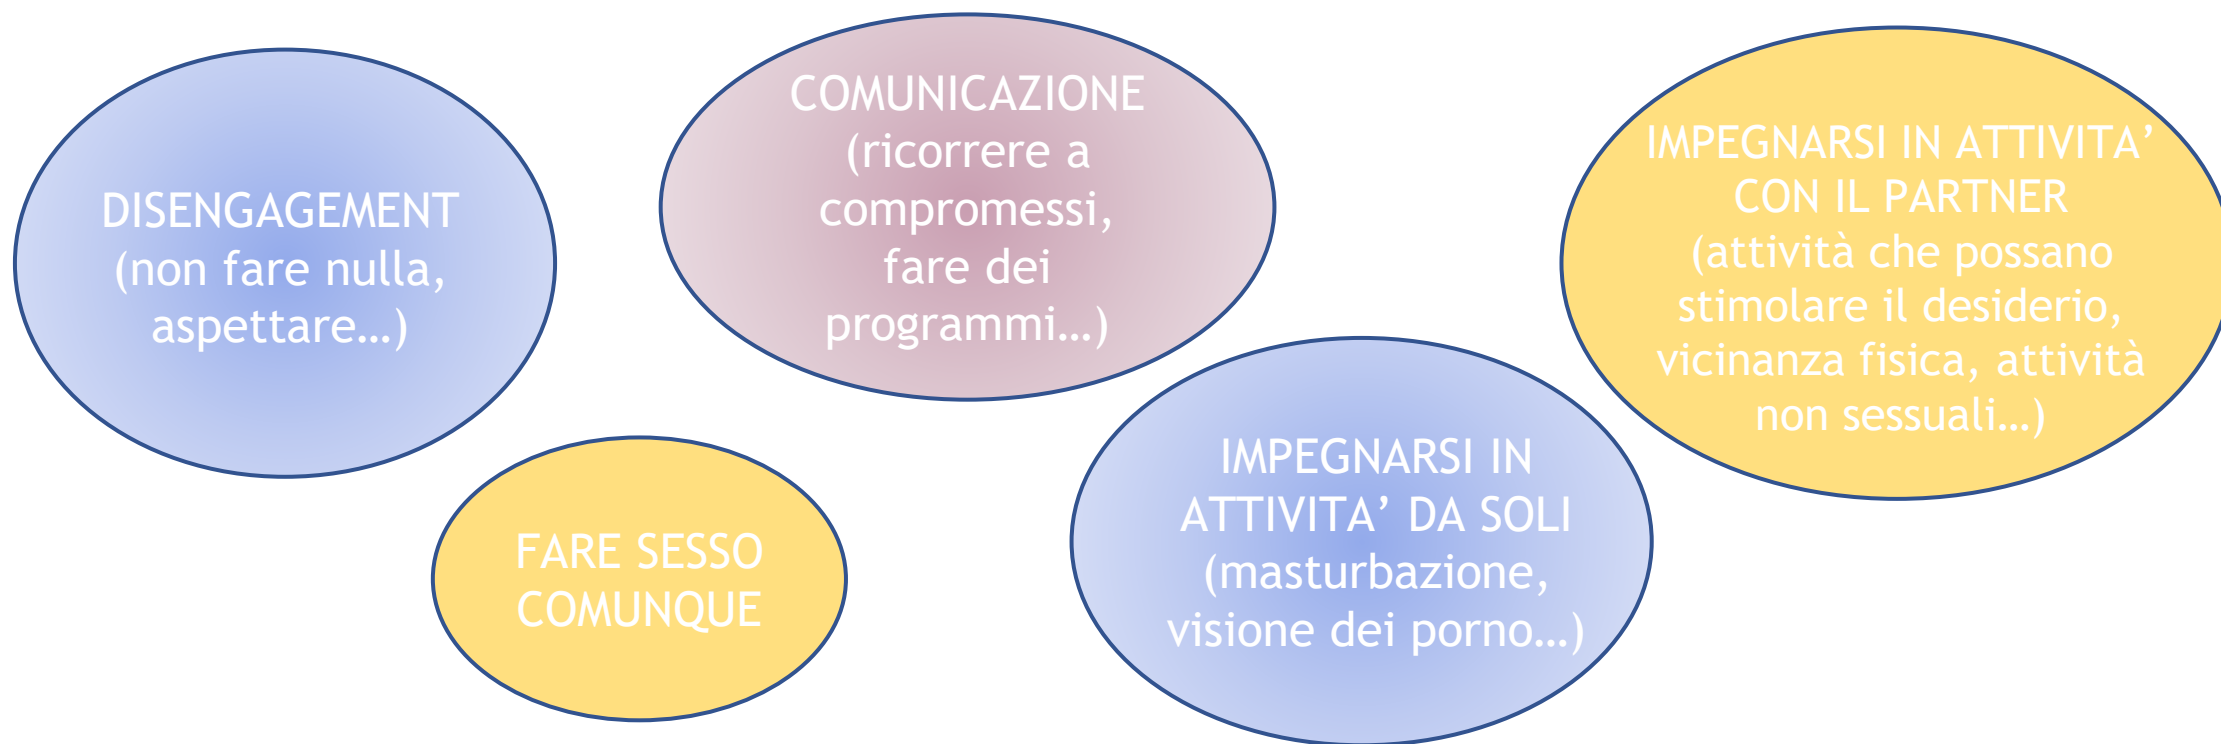 DISENGAGEMENT
(non fare nulla,
aspettare…)
COMUNICAZIONE
(ricorrere a
compromessi,
fare dei
programmi…)
IMPEGNARSI IN ATTIVITA’
CON IL PARTNER
(attività che possano
stimolare il desiderio,
vicinanza fisica, attività
non sessuali…)
FARE SESSO
COMUNQUE
IMPEGNARSI IN
ATTIVITA’ DA SOLI
(masturbazione,
visione dei porno…)